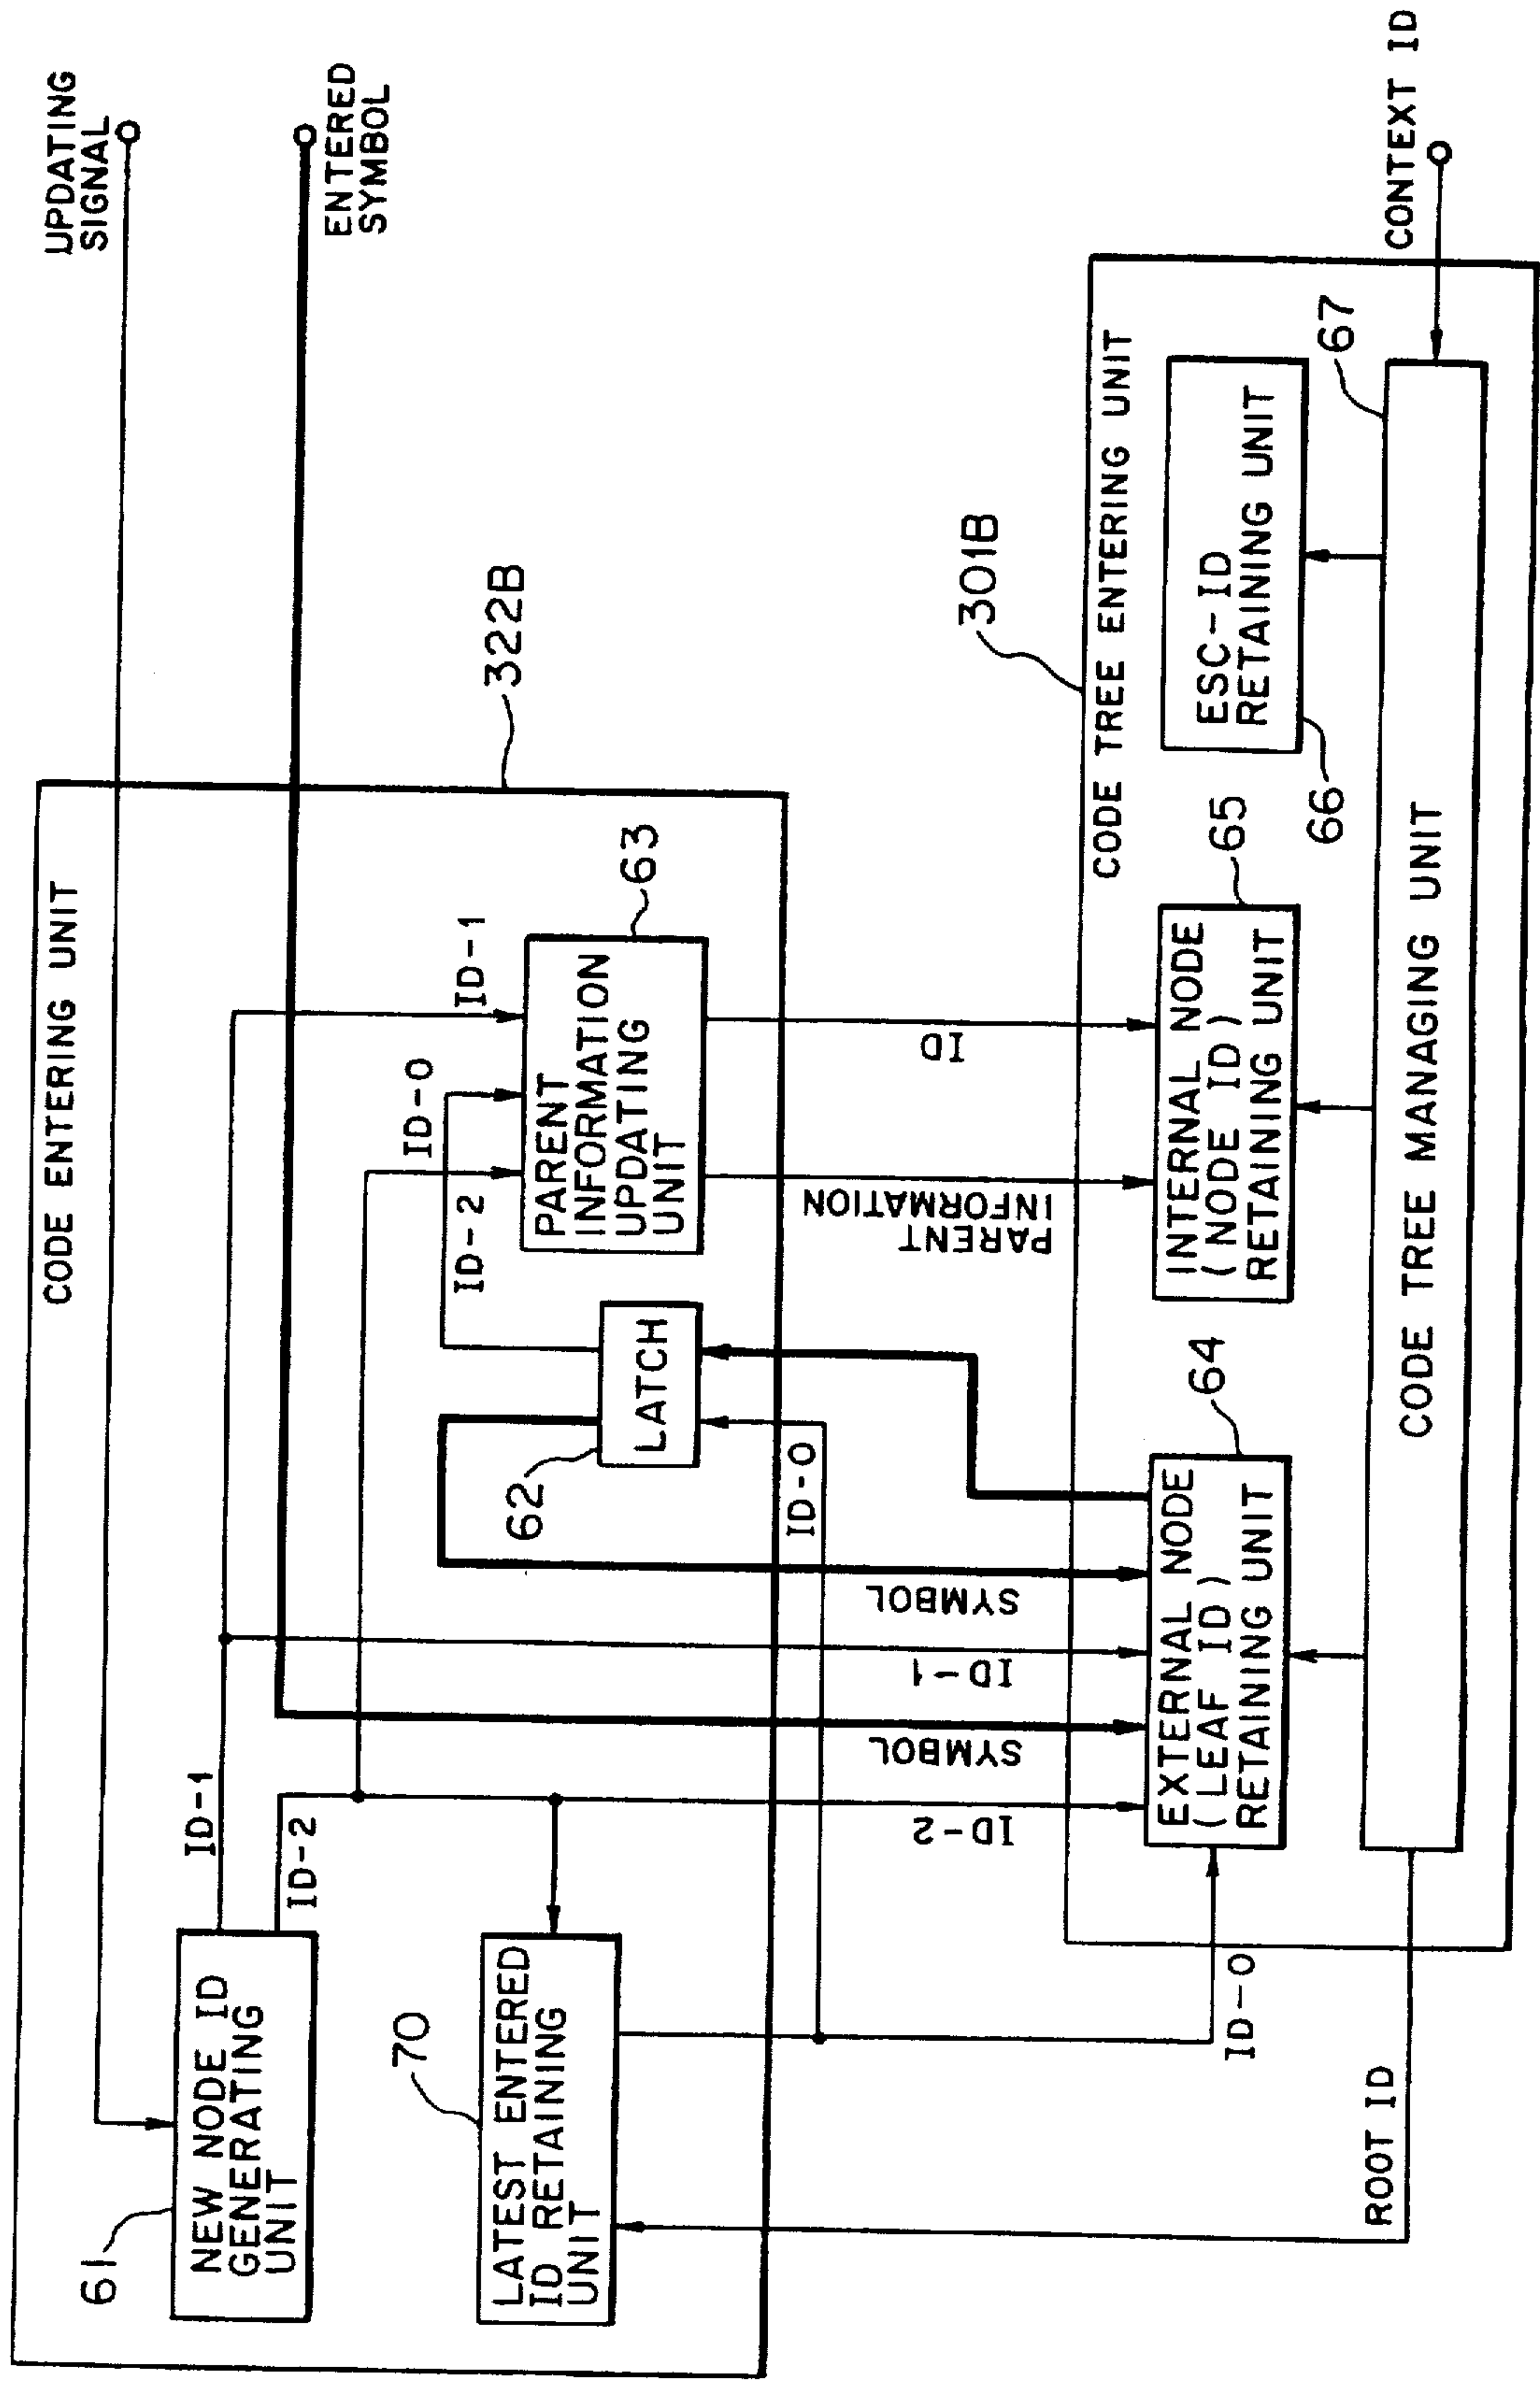 UPDATING
SIGNAL
ENTERED
SYMBOL
CODE ENTERING UNIT
322B
61
NEW NODE ID
GENERATING
UNIT
ID-1
ID-2
70
LATEST ENTERED
ID RETAINING
UNIT
62
LATCH
ID-2
ID-0
ID-1
63
PARENT
INFORMATION
UPDATING
UNIT
ID-2
SYMBOL
ID-1
SYMBOL
ID-0
PARENT
INFORMATION
ID
301B
CODE TREE ENTERING UNIT
ID-0
64
EXTERNAL NODE
(LEAF ID)
RETAINING UNIT
65
INTERNAL NODE
(NODE ID)
RETAINING UNIT
66
ESC-ID
RETAINING UNIT
67
CODE TREE MANAGING UNIT
ROOT ID
CONTEXT ID